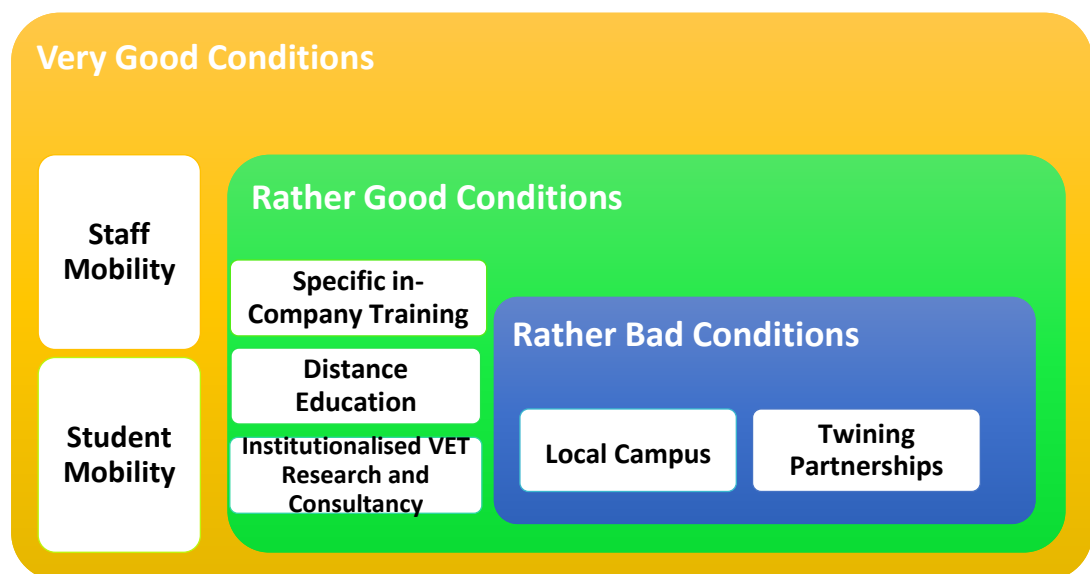 Very Good Conditions
Staff
Mobility
Student
Mobility
Rather Good Conditions
Specific in-
Company Training
Distance
Education
Institutionalised VET
Research and
Consultancy
Rather Bad Conditions
Local Campus
Twining
Partnerships